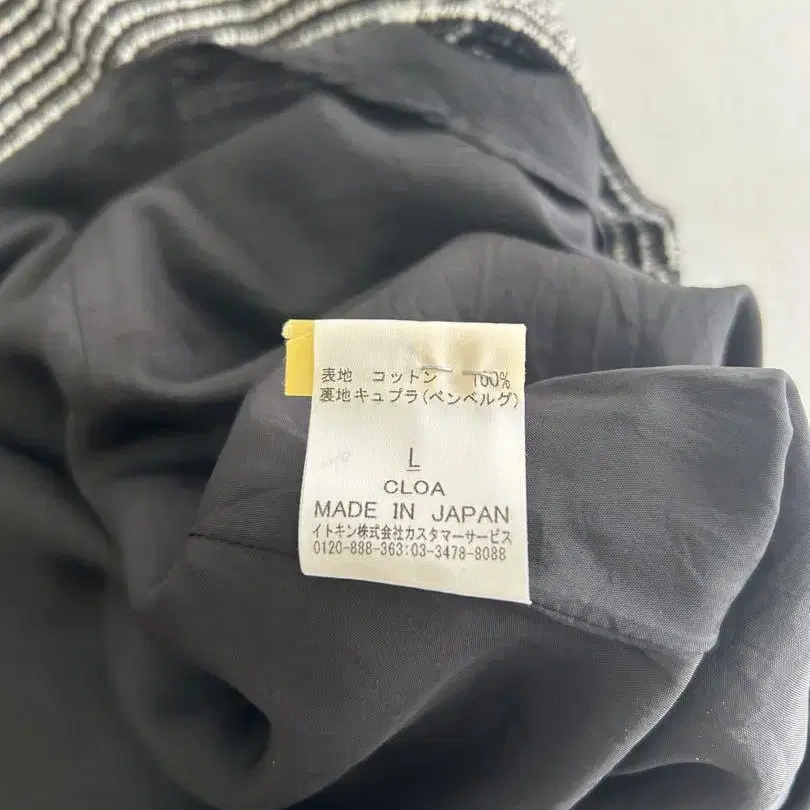 表地 コットン 100%
裏地キュプラ(ベンベルグ)
L
CLOA
MADE IN JAPAN
イトキン株式会社カスタマーサービス
0120-888-363:03-3478-8088